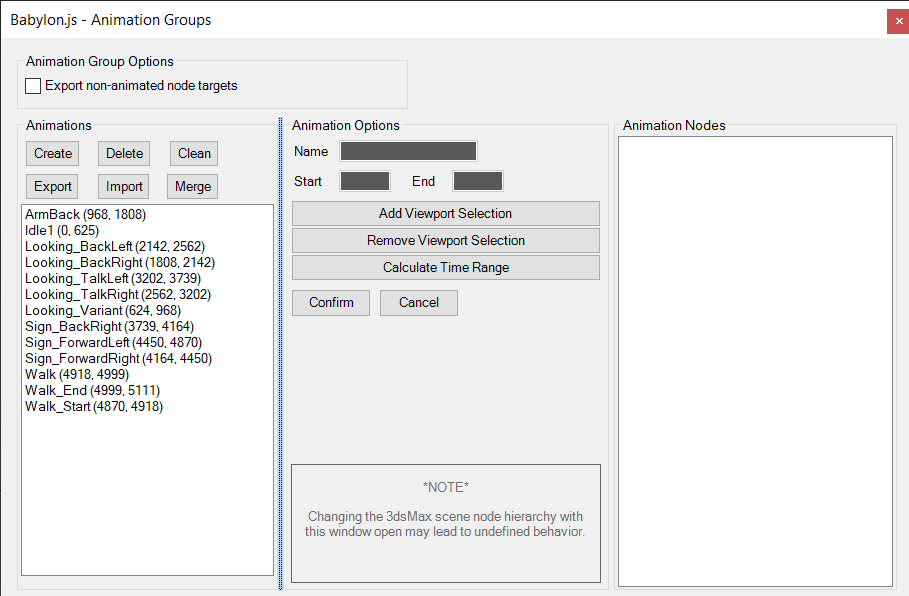 Babylon.js - Animation Groups
×
Animation Group Options
Export non-animated node targets
Animations
Create Delete Clean
Export Import Merge
ArmBack (968, 1808)
Idle1 (0, 625)
Looking_BackLeft (2142, 2562)
Looking_BackRight (1808, 2142)
Looking_TalkLeft (3202, 3739)
Looking_TalkRight (2562, 3202)
Looking_Variant (624, 968)
Sign_BackRight (3739, 4164)
Sign_ForwardLeft (4450, 4870)
Sign_ForwardRight (4164, 4450)
Walk (4918, 4999)
Walk_End (4999, 5111)
Walk_Start (4870, 4918)
Animation Options
Name
Start End
Add Viewport Selection
Remove Viewport Selection
Calculate Time Range
Confirm Cancel
*NOTE*
Changing the 3dsMax scene node hierarchy with
this window open may lead to undefined behavior.
Animation Nodes